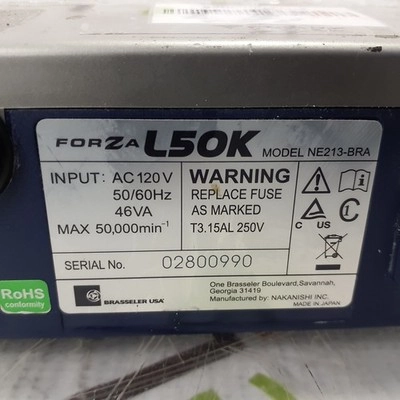 FORZA L50K MODEL NE213-BRA
INPUT: AC 120 V
50/60Hz
46VA
MAX 50,000min⁻¹
WARNING
REPLACE FUSE
AS MARKED
T3.15AL 250V
C US
SERIAL No. 02800990
RoHS
conformity
BRASSELER USA
One Brasseler Boulevard, Savannah,
Georgia 31419
Manufactured by: NAKANISHI INC.
MADE IN JAPAN